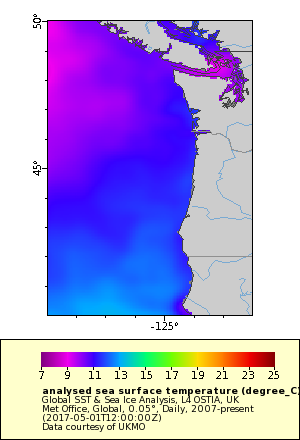 50°
45°
-125°
7 9 11 13 15 17 19 21 23 25
analysed sea surface temperature (degree_C)
Global SST & Sea Ice Analysis, L4 OSTIA, UK
Met Office, Global, 0.05°, Daily, 2007-present
(2017-05-01T12:00:00Z)
Data courtesy of UKMO